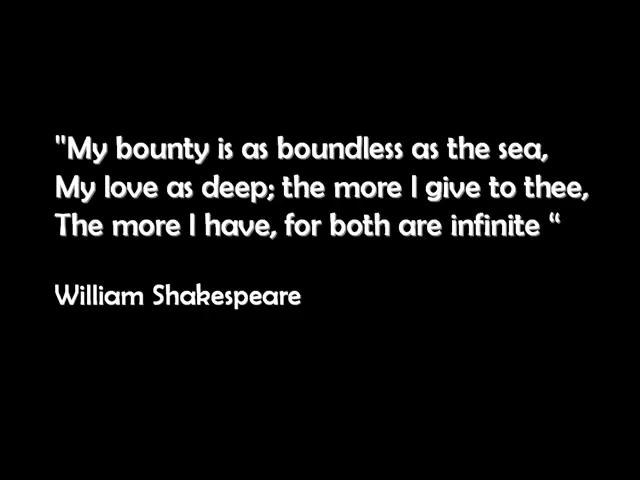 "My bounty is as boundless as the sea,
My love as deep; the more I give to thee,
The more I have, for both are infinite “
William Shakespeare